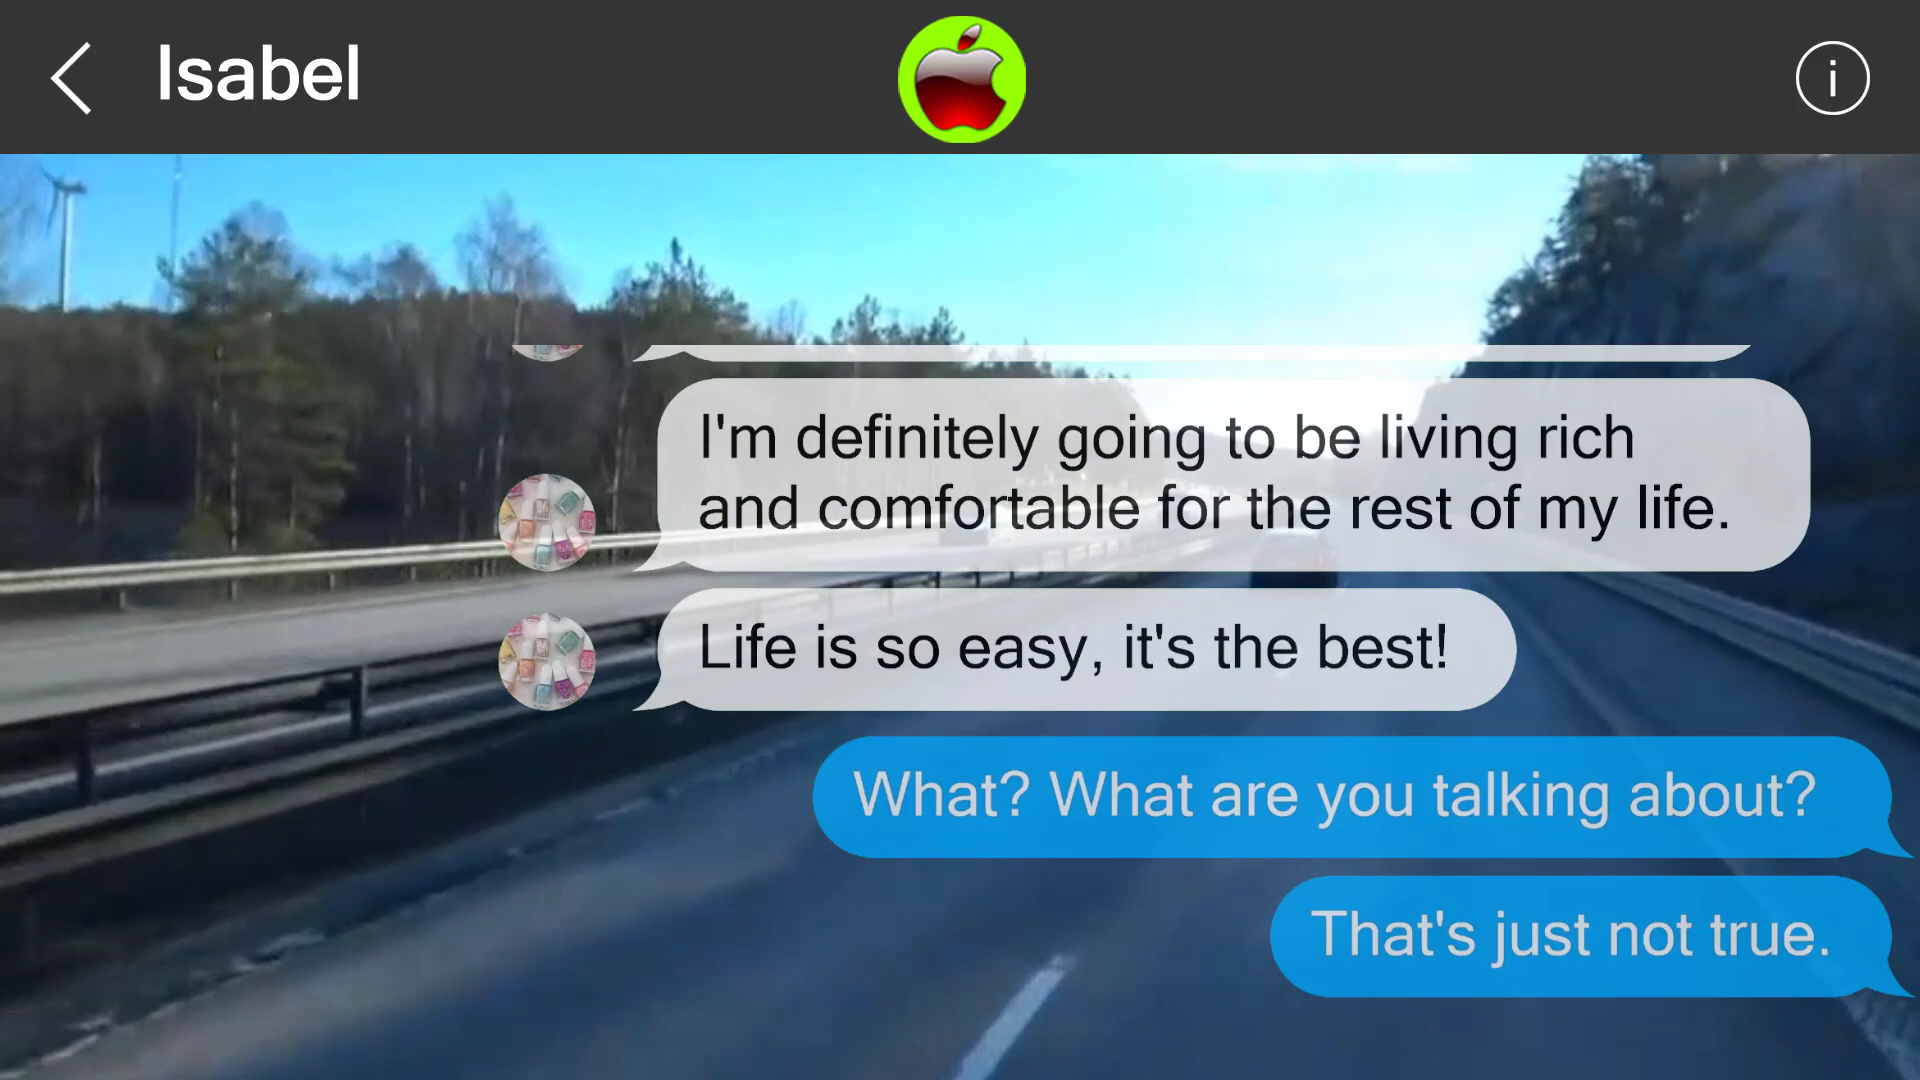 Isabel
i
I'm definitely going to be living rich
and comfortable for the rest of my life.
Life is so easy, it's the best!
What? What are you talking about?
That's just not true.